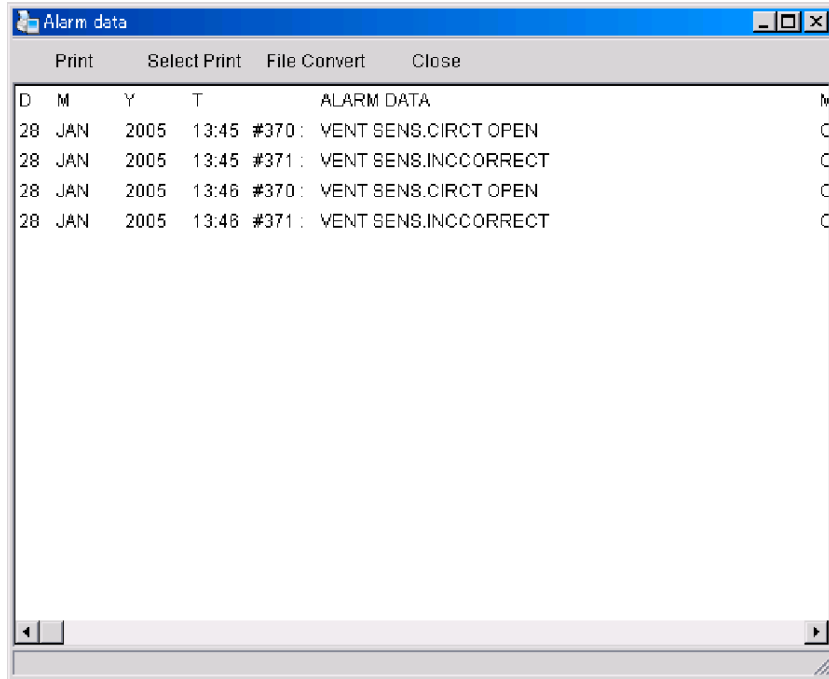 Alarm data
Print Select Print File Convert Close
D M Y T ALARM DATA
28 JAN 2005 13:45 #370 : VENT SENS.CIRCT OPEN
28 JAN 2005 13:45 #371 : VENT SENS.INCCORRECT
28 JAN 2005 13:46 #370 : VENT SENS.CIRCT OPEN
28 JAN 2005 13:46 #371 : VENT SENS.INCCORRECT